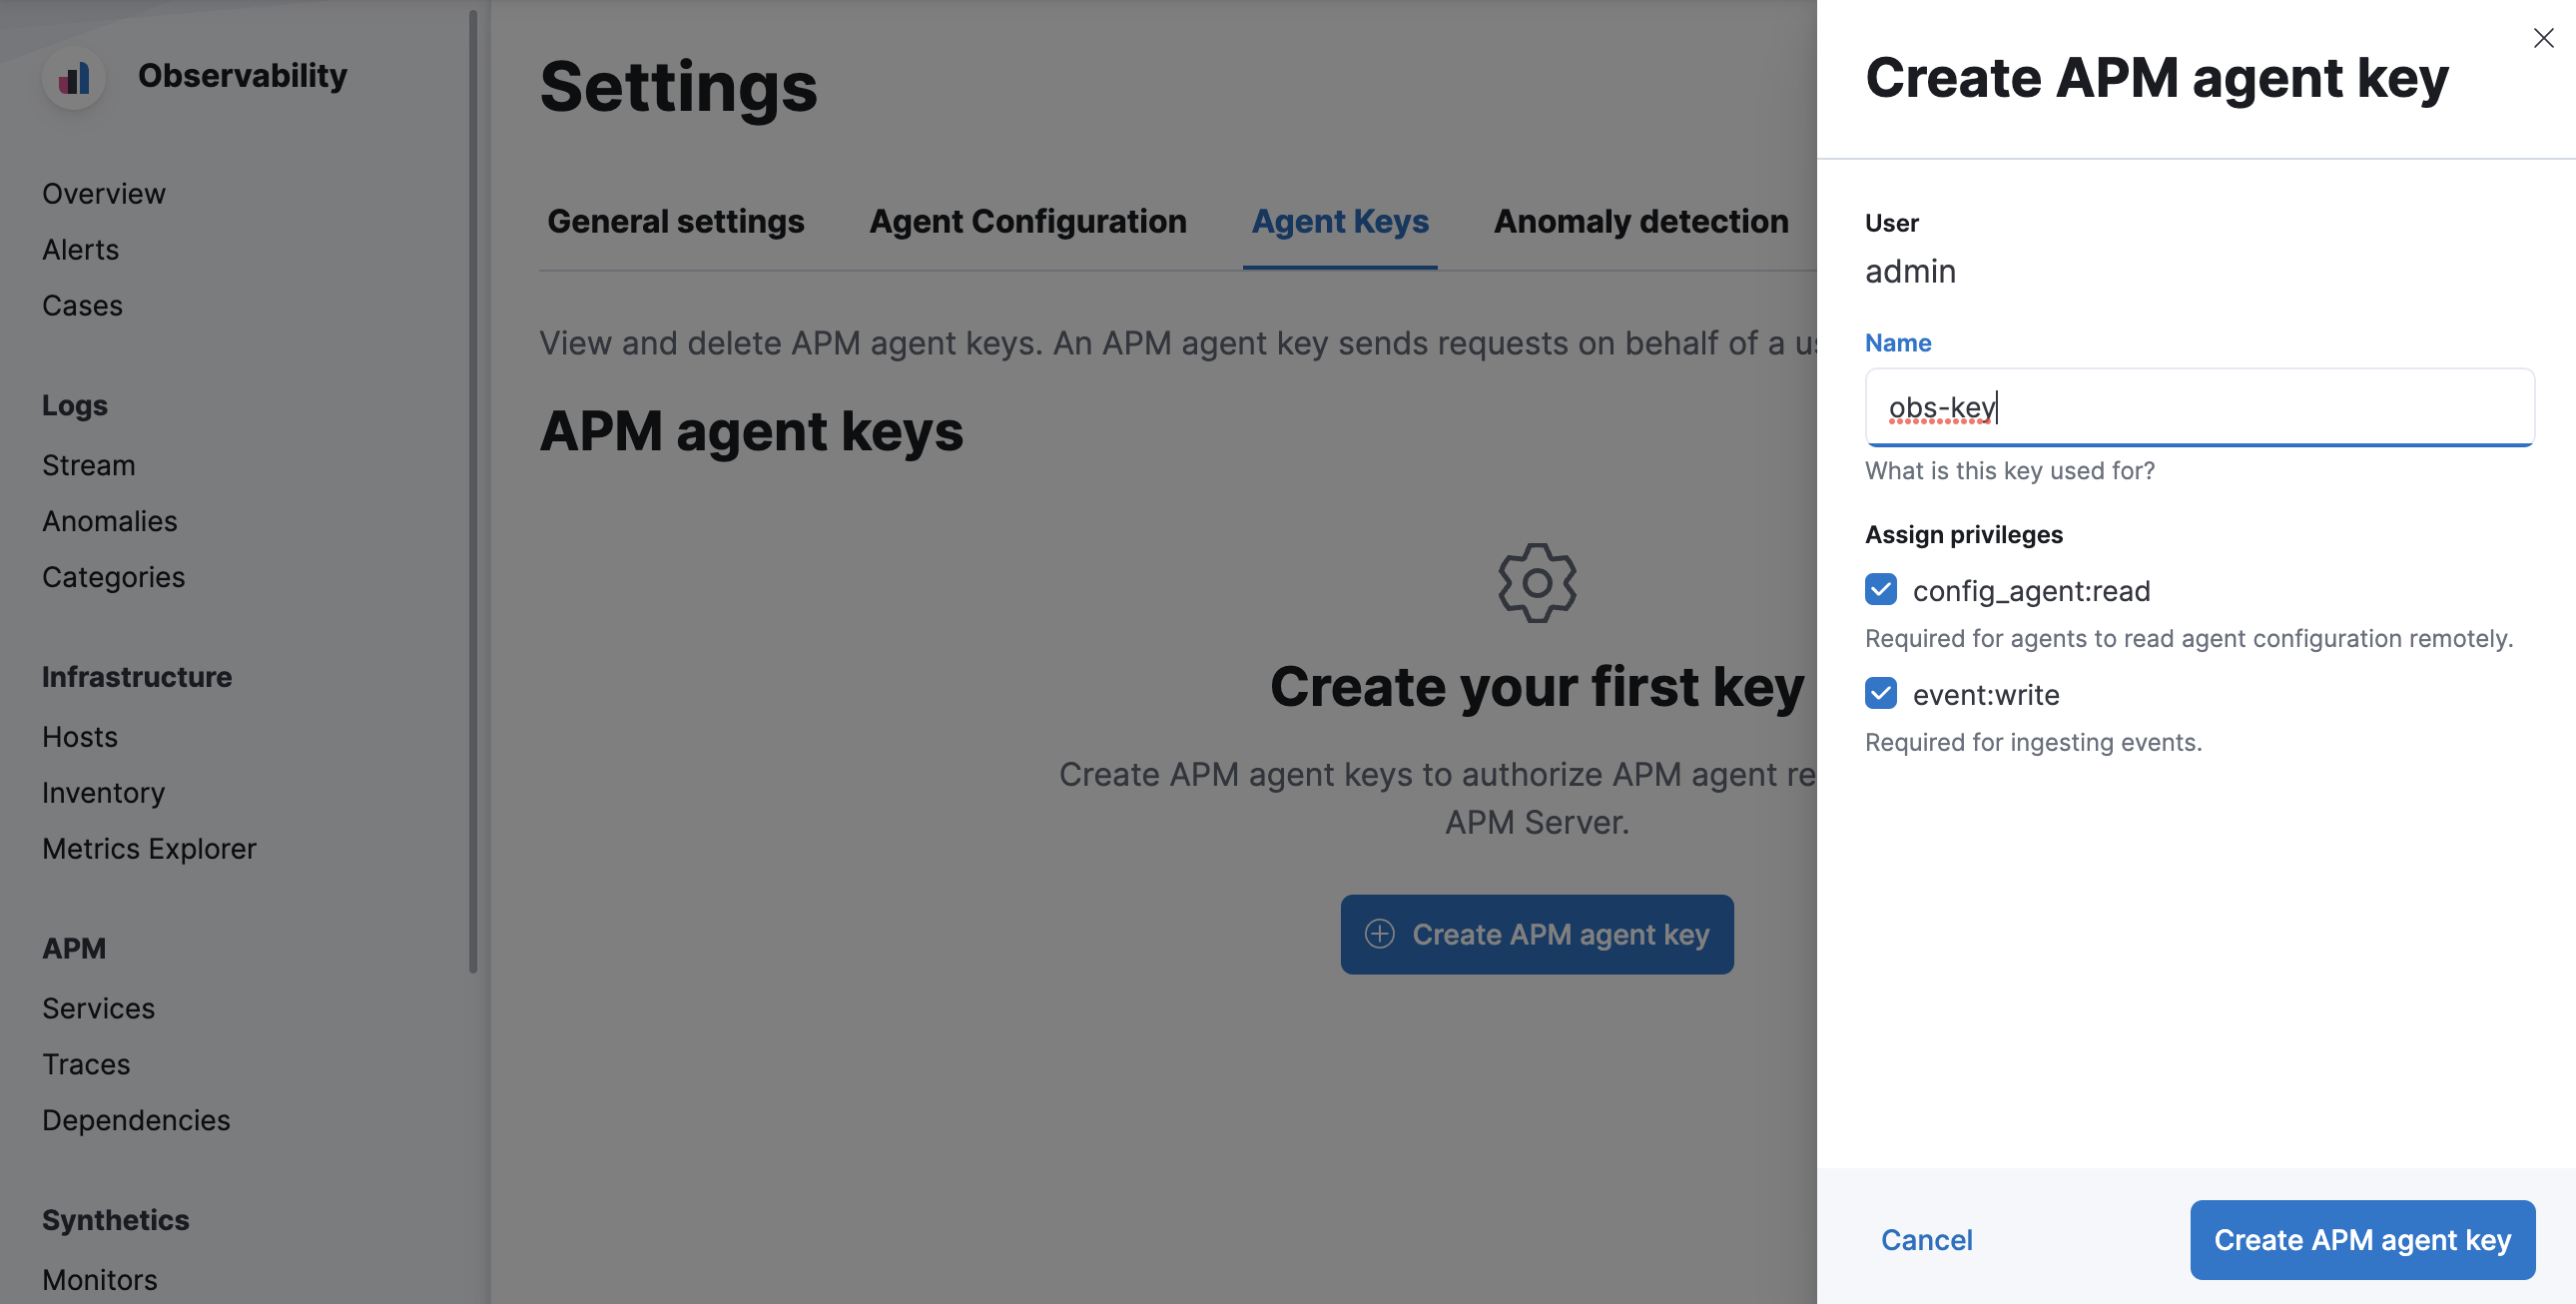 Observability
Overview
Alerts
Cases
Logs
Stream
Anomalies
Categories
Infrastructure
Hosts
Inventory
Metrics Explorer
APM
Services
Traces
Dependencies
Synthetics
Monitors
Settings
General settings
Agent Configuration
Agent Keys
Anomaly detection
View and delete APM agent keys. An APM agent key sends requests on behalf of a
APM agent keys
Create your first key
Create APM agent keys to authorize APM agent
APM Server.
Create APM agent key
Create APM agent key
User
admin
Name
obs-key
What is this key used for?
Assign privileges
config_agent:read
Required for agents to read agent configuration remotely.
event:write
Required for ingesting events.
Cancel
Create APM agent key